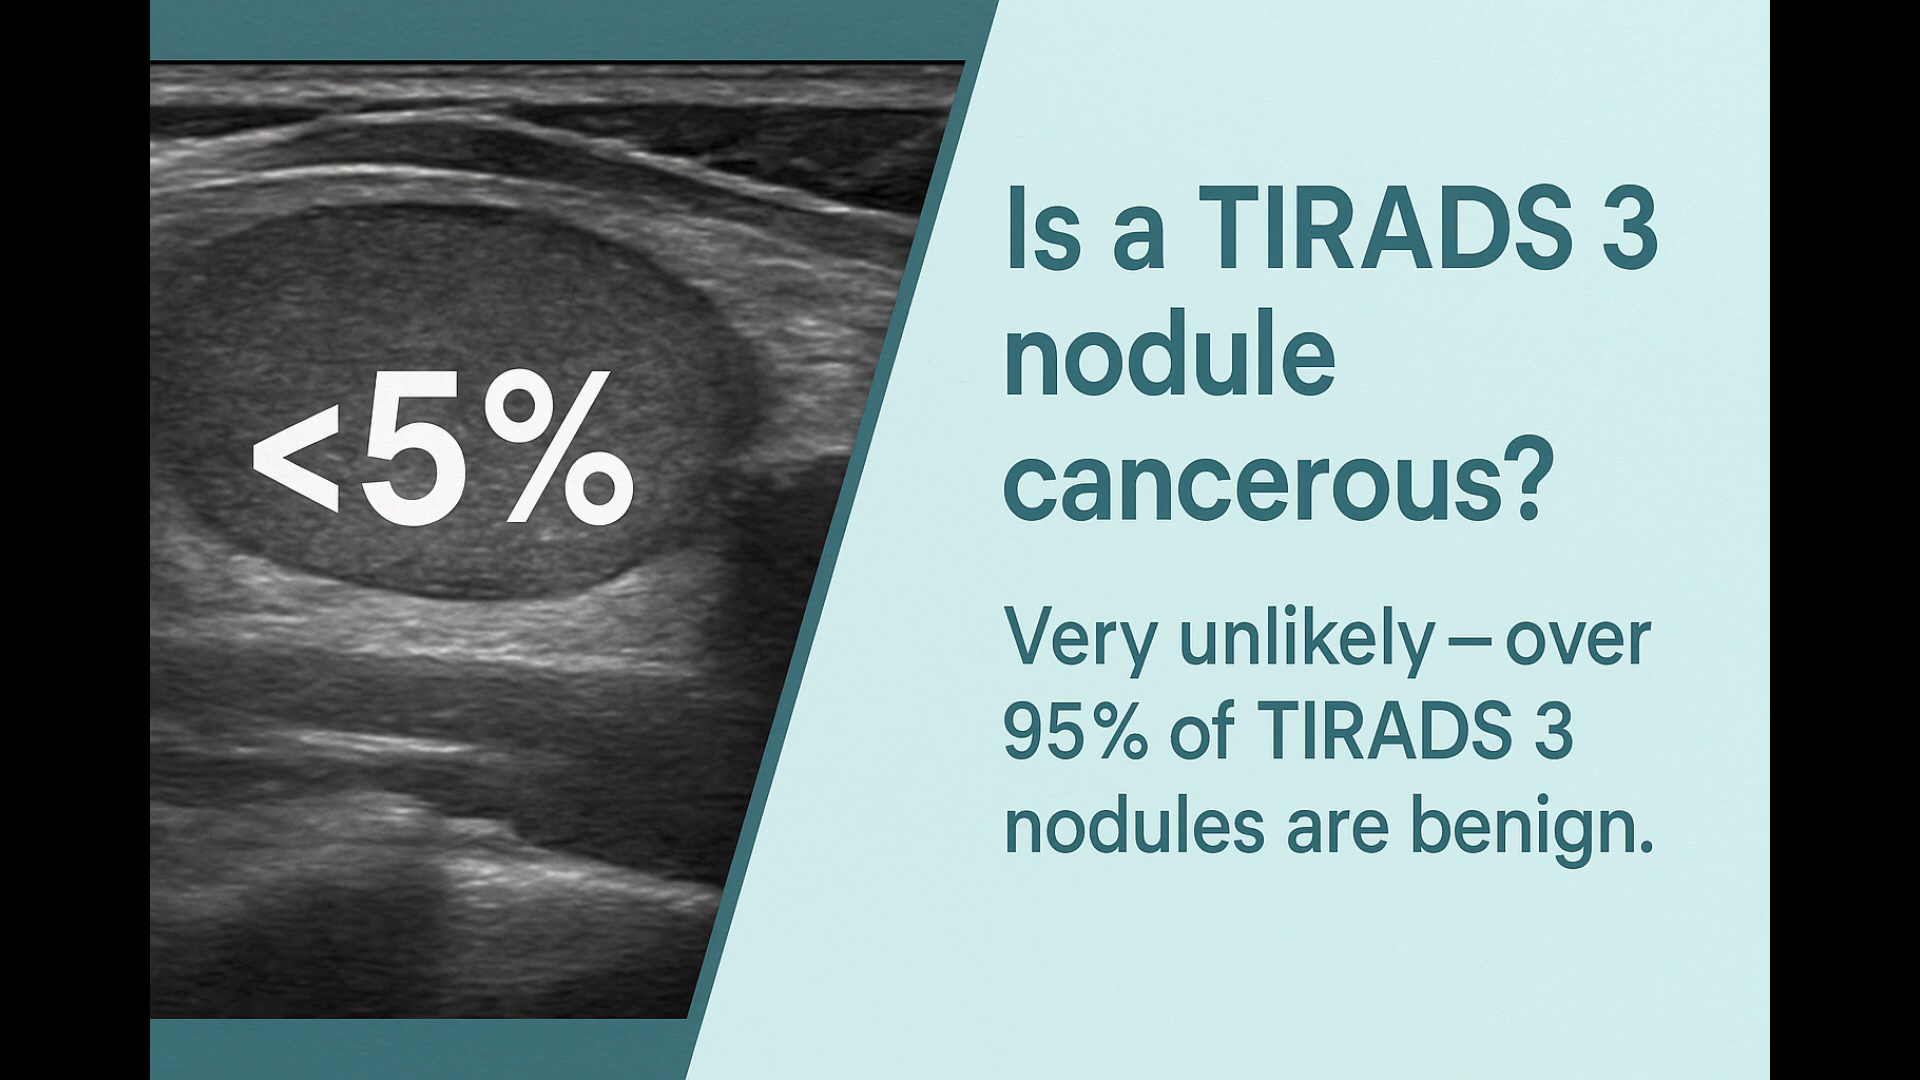 <5%
Is a TIRADS 3
nodule
cancerous?
Very unlikely – over
95% of TIRADS 3
nodules are benign.